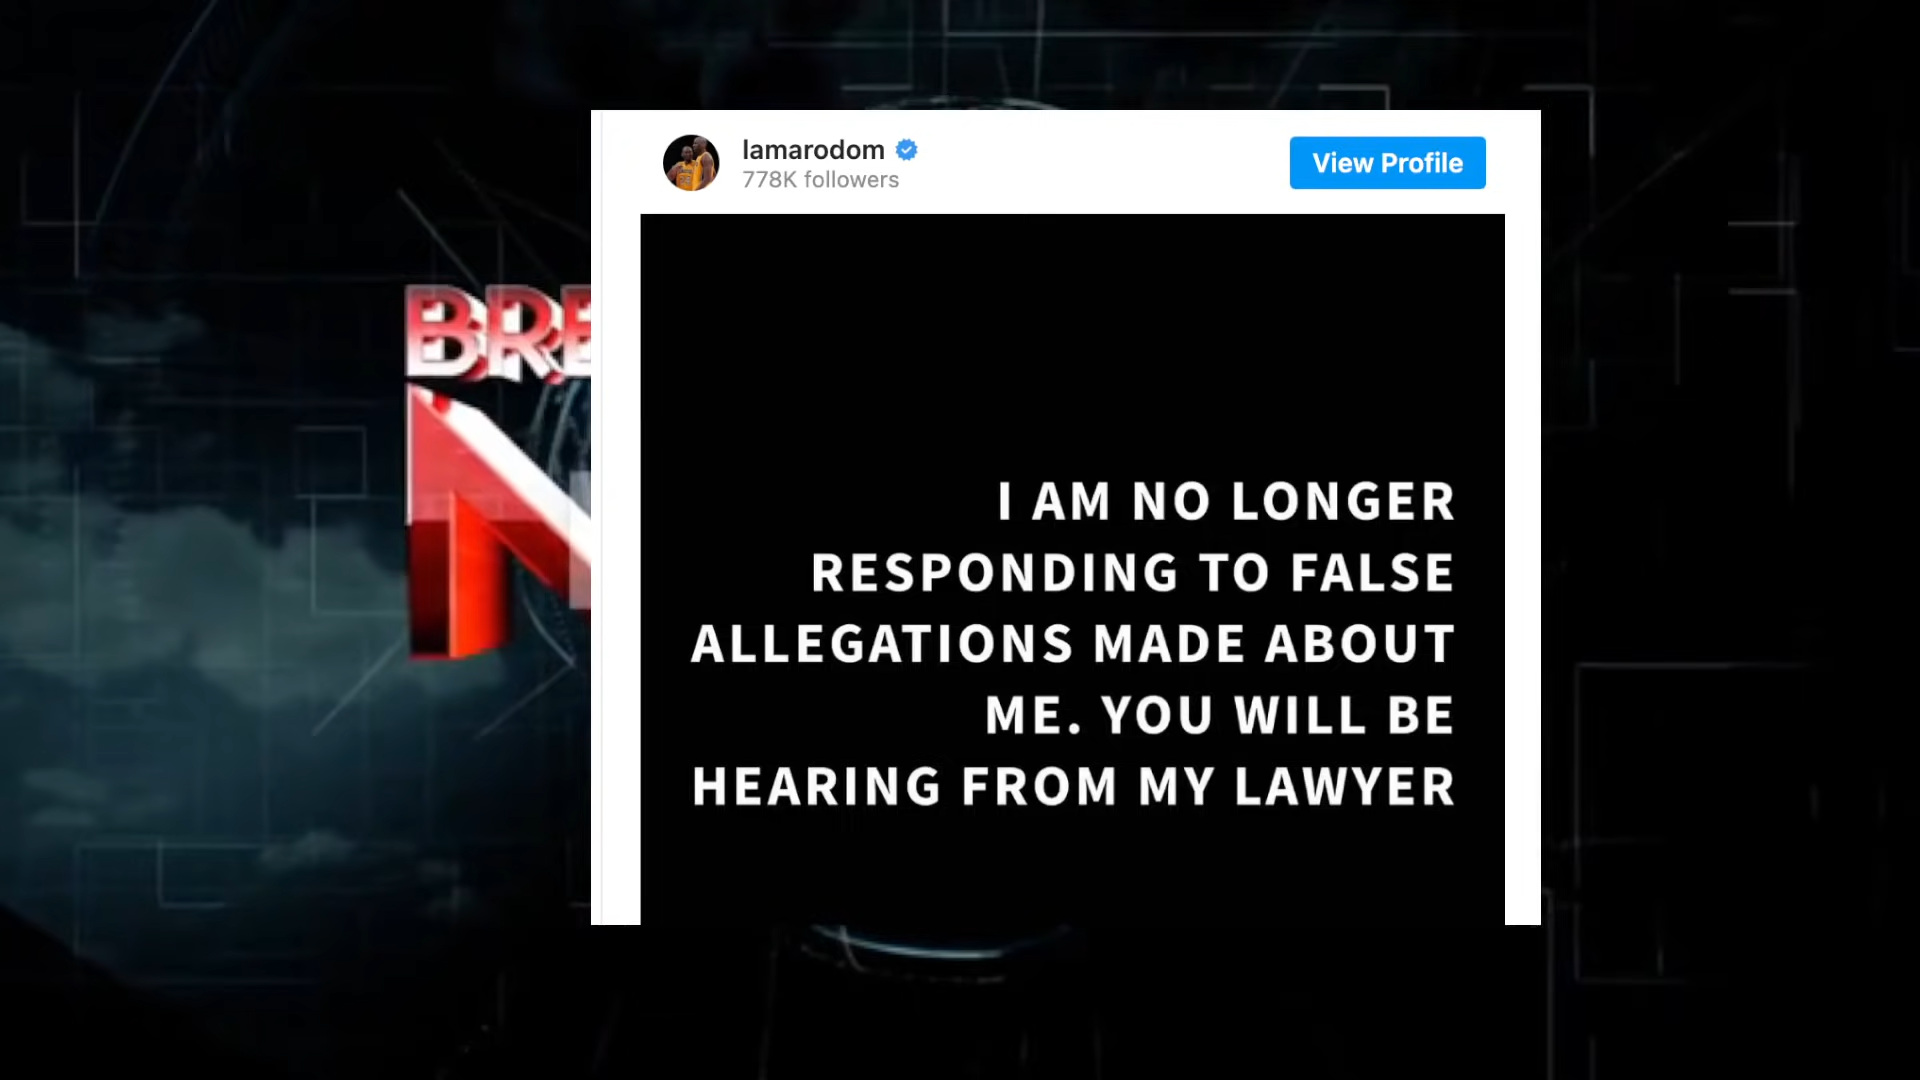 lamarodom
778K followers
View Profile
BRE
N
I AM NO LONGER
RESPONDING TO FALSE
ALLEGATIONS MADE ABOUT
ME. YOU WILL BE
HEARING FROM MY LAWYER